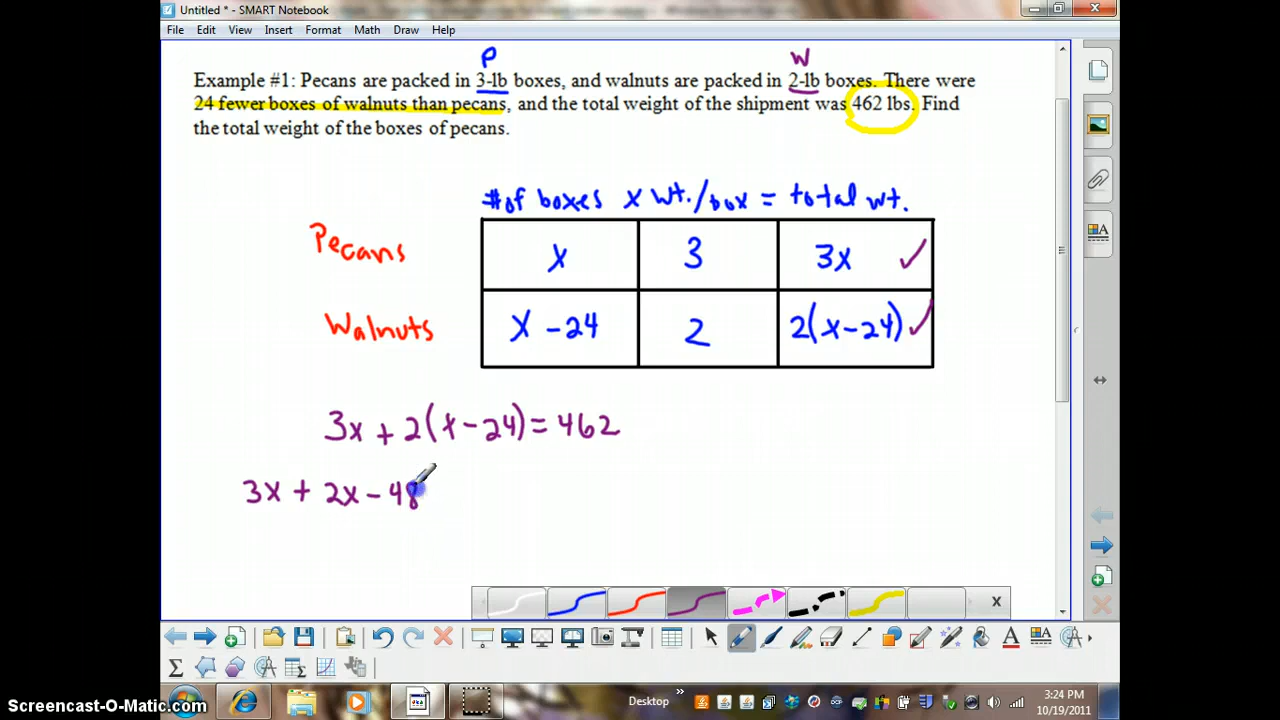 Untitled * - SMART Notebook
File Edit View Insert Format Math Draw Help
P W
Example #1: Pecans are packed in 3-lb boxes, and walnuts are packed in 2-lb boxes. There were
24 fewer boxes of walnuts than pecans, and the total weight of the shipment was 462 lbs. Find
the total weight of the boxes of pecans.
# of boxes x wt./box = total wt.
Pecans x 3 3x ✓
Walnuts x - 24 2 2(x-24) ✓
3x + 2(x-24) = 462
3x + 2x - 48
x
Desktop
3:24 PM
10/19/2011
Screencast-O-Matic.com